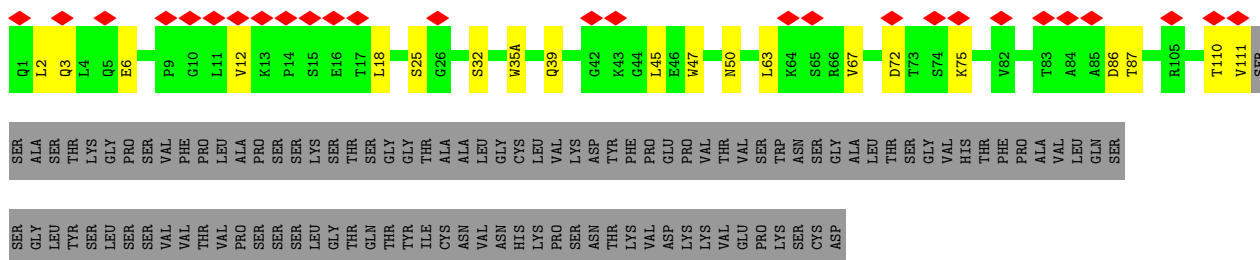 Q1 L2 Q3 L4 Q5 E6 P9 G10 L11 V12 K13 P14 S15 E16 T17 L18 S25 G26 S32 W35A Q39 G42 K43 G44 L45 E46 W47 N50 L63 K64 S65 R66 V67 D72 T73 S74 K75 V82 T83 A84 A85 D86 T87 R105 T110 V111 SER
SER ALA SER THR LYS GLY PRO SER VAL PHE PRO LEU ALA PRO SER SER LYS SER THR SER GLY GLY THR ALA ALA LEU GLY CYS LEU VAL LYS ASP TYR PHE PRO GLU PRO VAL THR VAL SER TRP ASN SER GLY ALA LEU THR SER GLY VAL HIS THR PHE PRO ALA VAL LEU GLN SER
SER GLY LEU TYR SER LEU SER SER VAL VAL THR VAL PRO SER SER SER LEU GLY THR GLN THR TYR ILE CYS ASN VAL ASN HIS LYS PRO SER ASN THR LYS VAL ASP LYS LYS VAL GLU PRO LYS SER CYS ASP